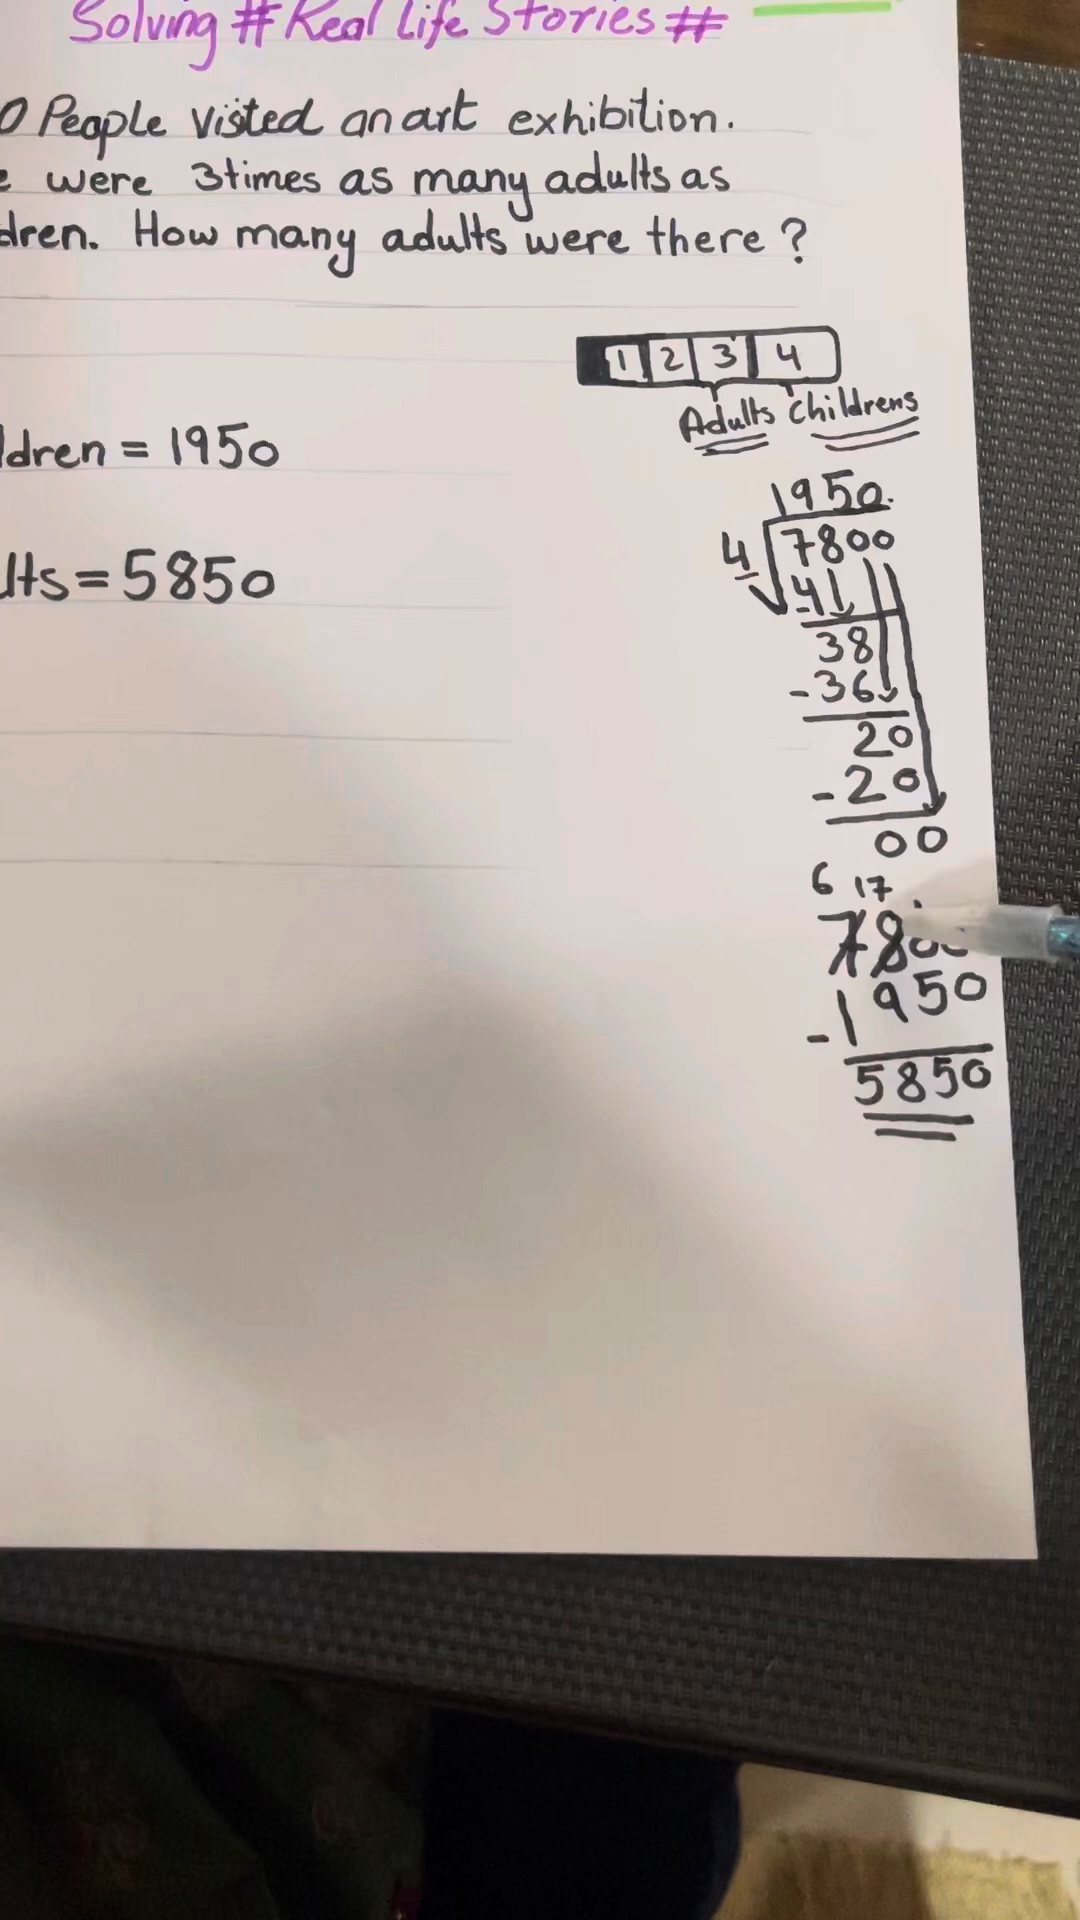 Solving # Real Life Stories #
0 People visited an art exhibition.
e were 3times as many adults as
dren. How many adults were there ?
1 2 3 4
Adults Childrens
dren = 1950
lts = 5850
1950.
4 7800
-4
38
-36
20
-20
00
6 17
780
-1950
5850